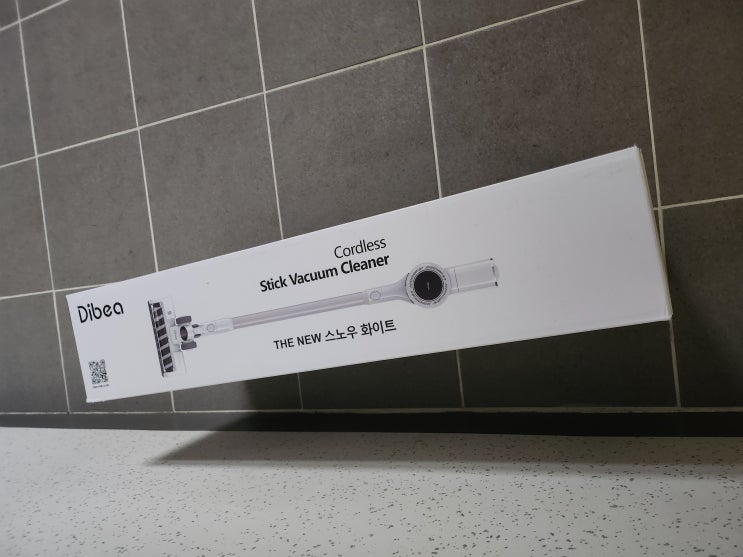 Dibea
Cordless
Stick Vacuum Cleaner
THE NEW 스노우 화이트